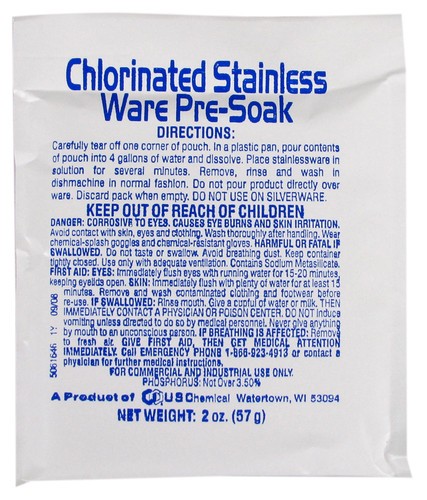 Chlorinated Stainless
Ware Pre-Soak
DIRECTIONS:
Carefully tear off one corner of pouch. In a plastic pan, pour contents
of pouch into 4 gallons of water and dissolve. Place stainlessware in
solution for several minutes. Remove, rinse and wash in
dishmachine in normal fashion. Do not pour product directly over
ware. Discard pack when empty. DO NOT USE ON SILVERWARE.
KEEP OUT OF REACH OF CHILDREN
DANGER: CORROSIVE TO EYES. CAUSES EYE BURNS AND SKIN IRRITATION.
Avoid contact with skin, eyes and clothing. Wash thoroughly after handling. Wear
chemical-splash goggles and chemical-resistant gloves. HARMFUL OR FATAL IF
SWALLOWED. Do not taste or swallow. Avoid breathing dust. Keep container
tightly closed. Use only with adequate ventilation. Contains Sodium Metasilicate.
FIRST AID: EYES: Immediately flush eyes with running water for 15-20 minutes,
keeping eyelids open. SKIN: Immediately flush with plenty of water for at least 15
minutes. Remove and wash contaminated clothing and footwear before
re-use. IF SWALLOWED: Rinse mouth. Give a cupful of water or milk. THEN
IMMEDIATELY CONTACT A PHYSICIAN OR POISON CENTER. DO NOT induce
vomiting unless directed to do so by medical personnel. Never give anything
by mouth to an unconscious person. IF BREATHING IS AFFECTED: Remove
to fresh air. GIVE FIRST AID, THEN GET MEDICAL ATTENTION
IMMEDIATELY. Call EMERGENCY PHONE 1-866-923-4913 or contact a
physician for further medical instructions.
FOR COMMERCIAL AND INDUSTRIAL USE ONLY.
PHOSPHORUS: Not Over 3.50%
A Product of US Chemical Watertown, WI 53094
NET WEIGHT: 2 oz. (57 g)
5061646 1Y 09/06